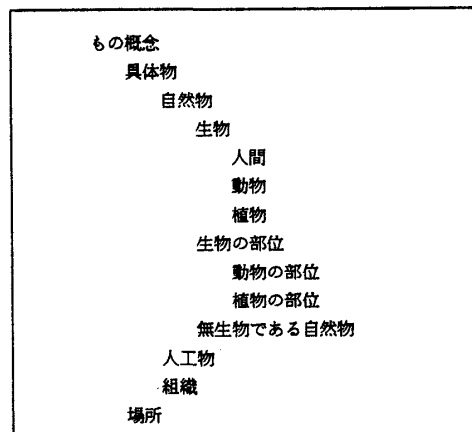 もの概念
具体物
自然物
生物
人間
動物
植物
生物の部位
動物の部位
植物の部位
無生物である自然物
人工物
組織
場所